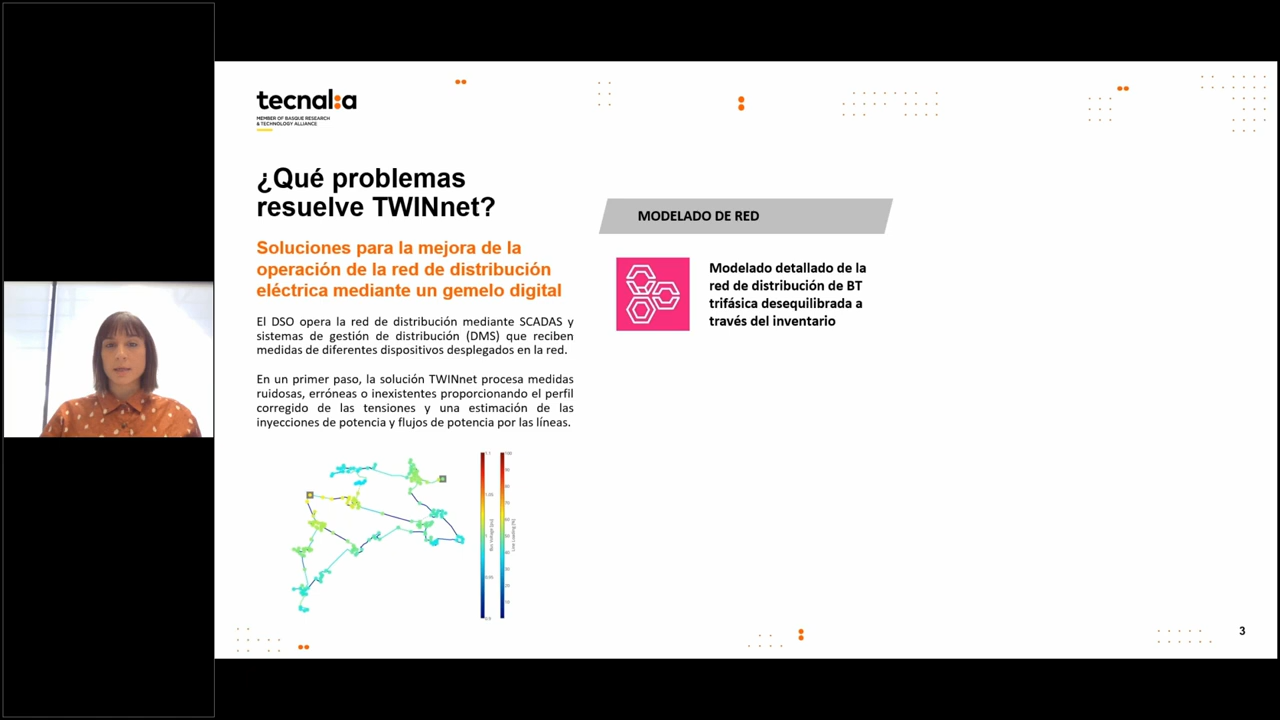 tecnal:a
MEMBER OF BASQUE RESEARCH
& TECHNOLOGY ALLIANCE
¿Qué problemas
resuelve TWINnet?
Soluciones para la mejora de la
operación de la red de distribución
eléctrica mediante un gemelo digital
El DSO opera la red de distribución mediante SCADAS y
sistemas de gestión de distribución (DMS) que reciben
medidas de diferentes dispositivos desplegados en la red.
En un primer paso, la solución TWINnet procesa medidas
ruidosas, erróneas o inexistentes proporcionando el perfil
corregido de las tensiones y una estimación de las
inyecciones de potencia y flujos de potencia por las líneas.
MODELADO DE RED
Modelado detallado de la
red de distribución de BT
trifásica desequilibrada a
través del inventario
3